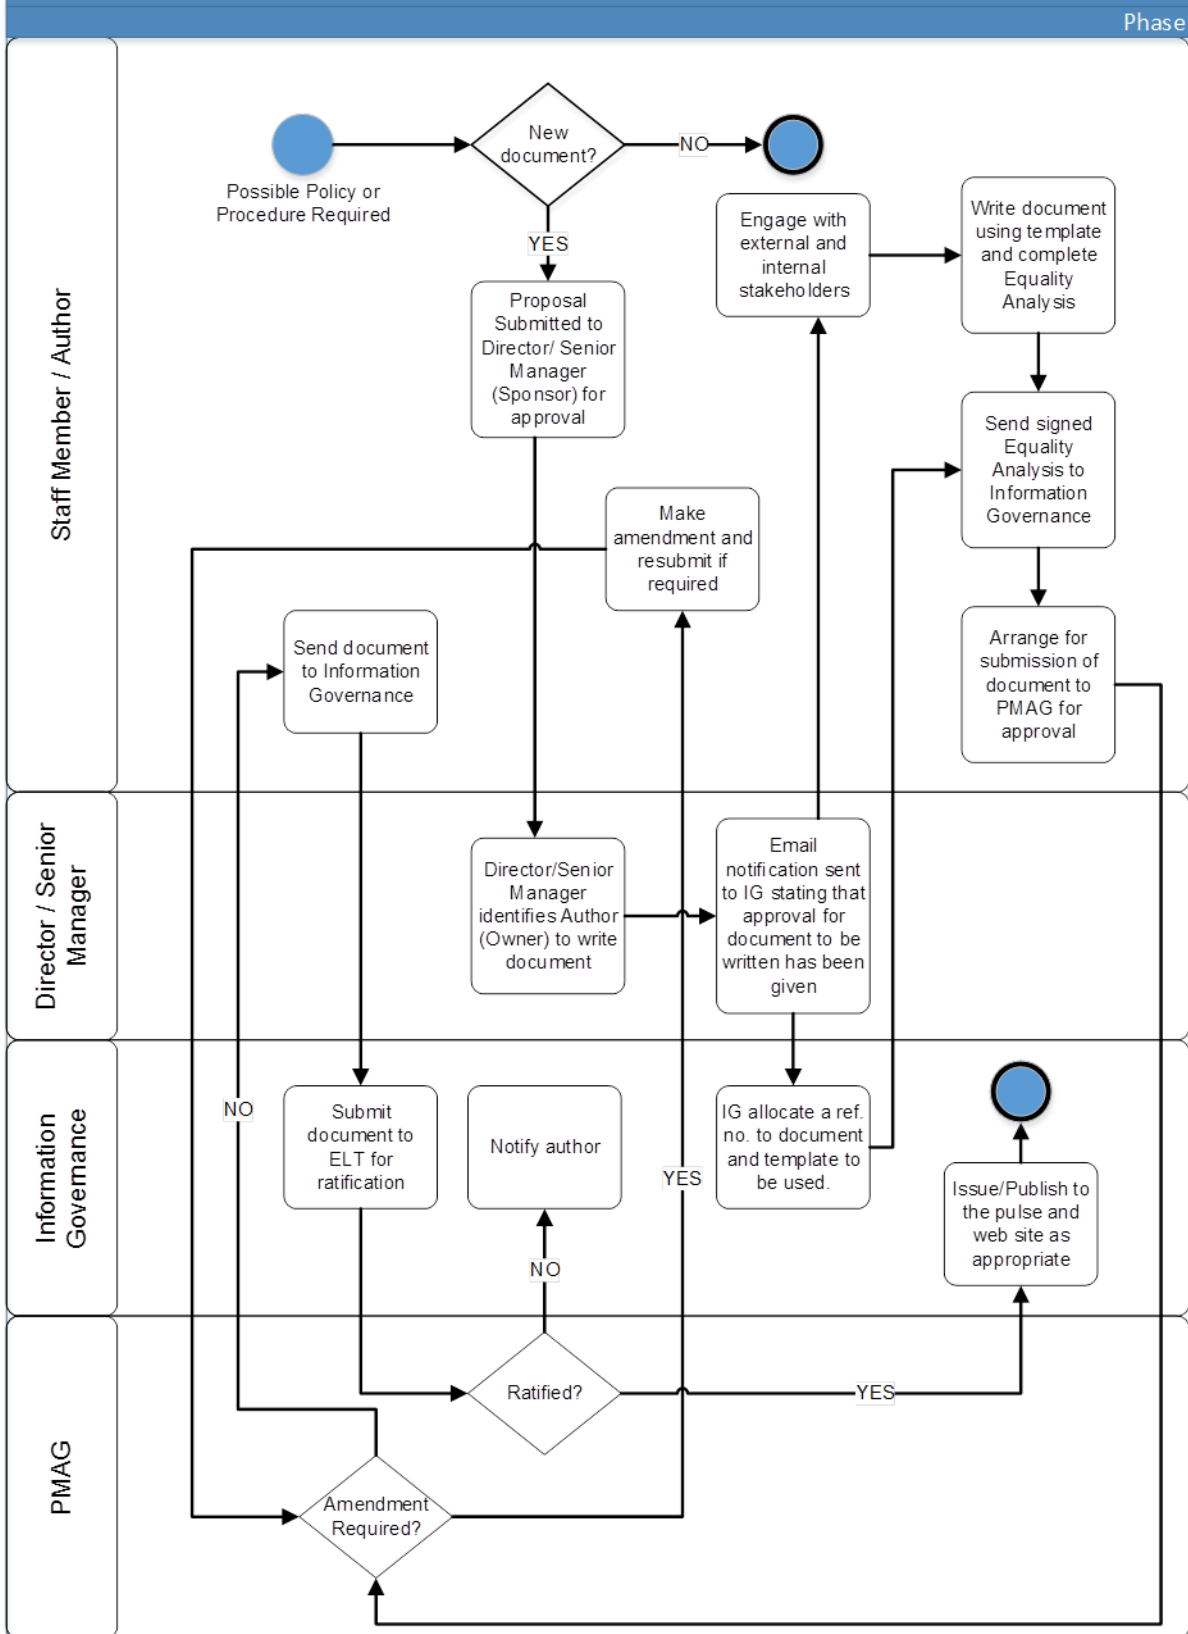 Phase
Staff Member / Author
New
document?
NO
Possible Policy or
Procedure Required
YES
Proposal
Submitted to
Director/ Senior
Manager
(Sponsor) for
approval
Engage with
external and
internal
stakeholders
Write document
using template
and complete
Equality
Analysis
Send signed
Equality
Analysis to
Information
Governance
Make
amendment and
resubmit if
required
Send document
to Information
Governance
Arrange for
submission of
document to
PMAG for
approval
Director / Senior
Manager
Director/Senior
Manager
identifies Author
(Owner) to write
document
Email
notification sent
to IG stating that
approval for
document to be
written has been
given
Information
Governance
NO
Submit
document to
ELT for
ratification
Notify author
YES
IG allocate a ref.
no. to document
and template to
be used.
Issue/Publish to
the pulse and
web site as
appropriate
NO
PMAG
Ratified?
YES
Amendment
Required?